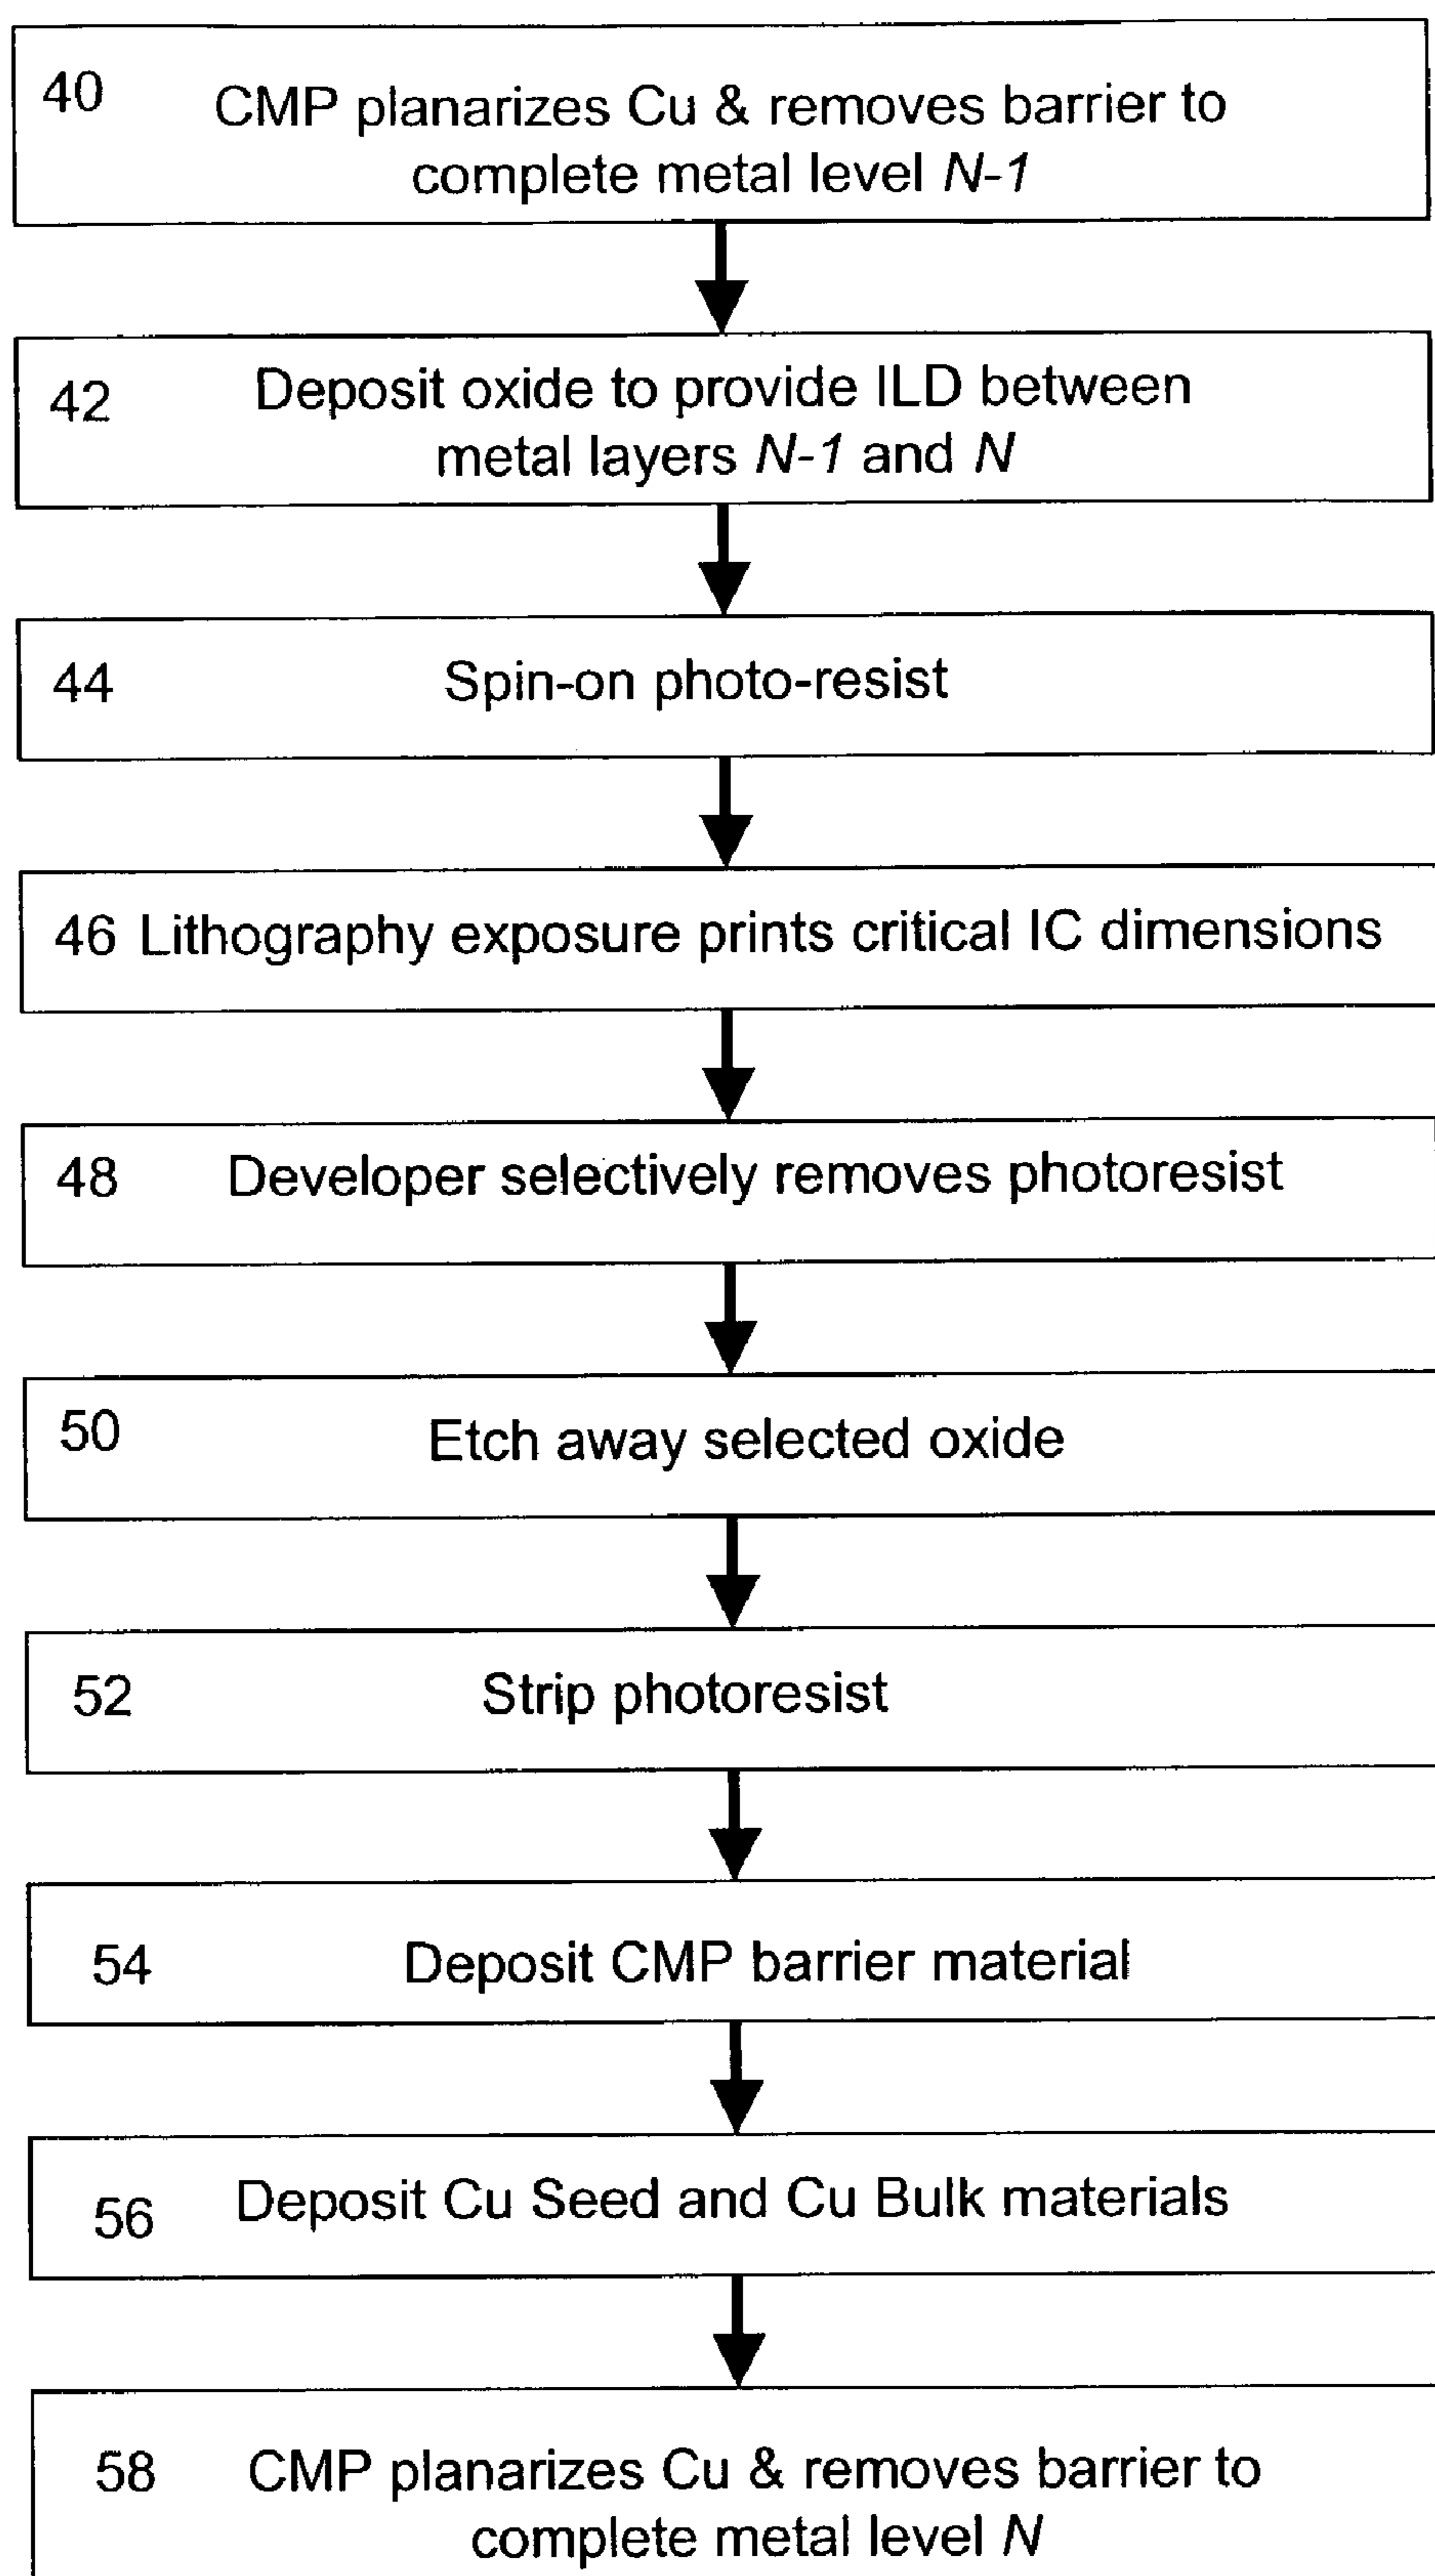 40 CMP planarizes Cu & removes barrier to
complete metal level N-1
42 Deposit oxide to provide ILD between
metal layers N-1 and N
44 Spin-on photo-resist
46 Lithography exposure prints critical IC dimensions
48 Developer selectively removes photoresist
50 Etch away selected oxide
52 Strip photoresist
54 Deposit CMP barrier material
56 Deposit Cu Seed and Cu Bulk materials
58 CMP planarizes Cu & removes barrier to
complete metal level N